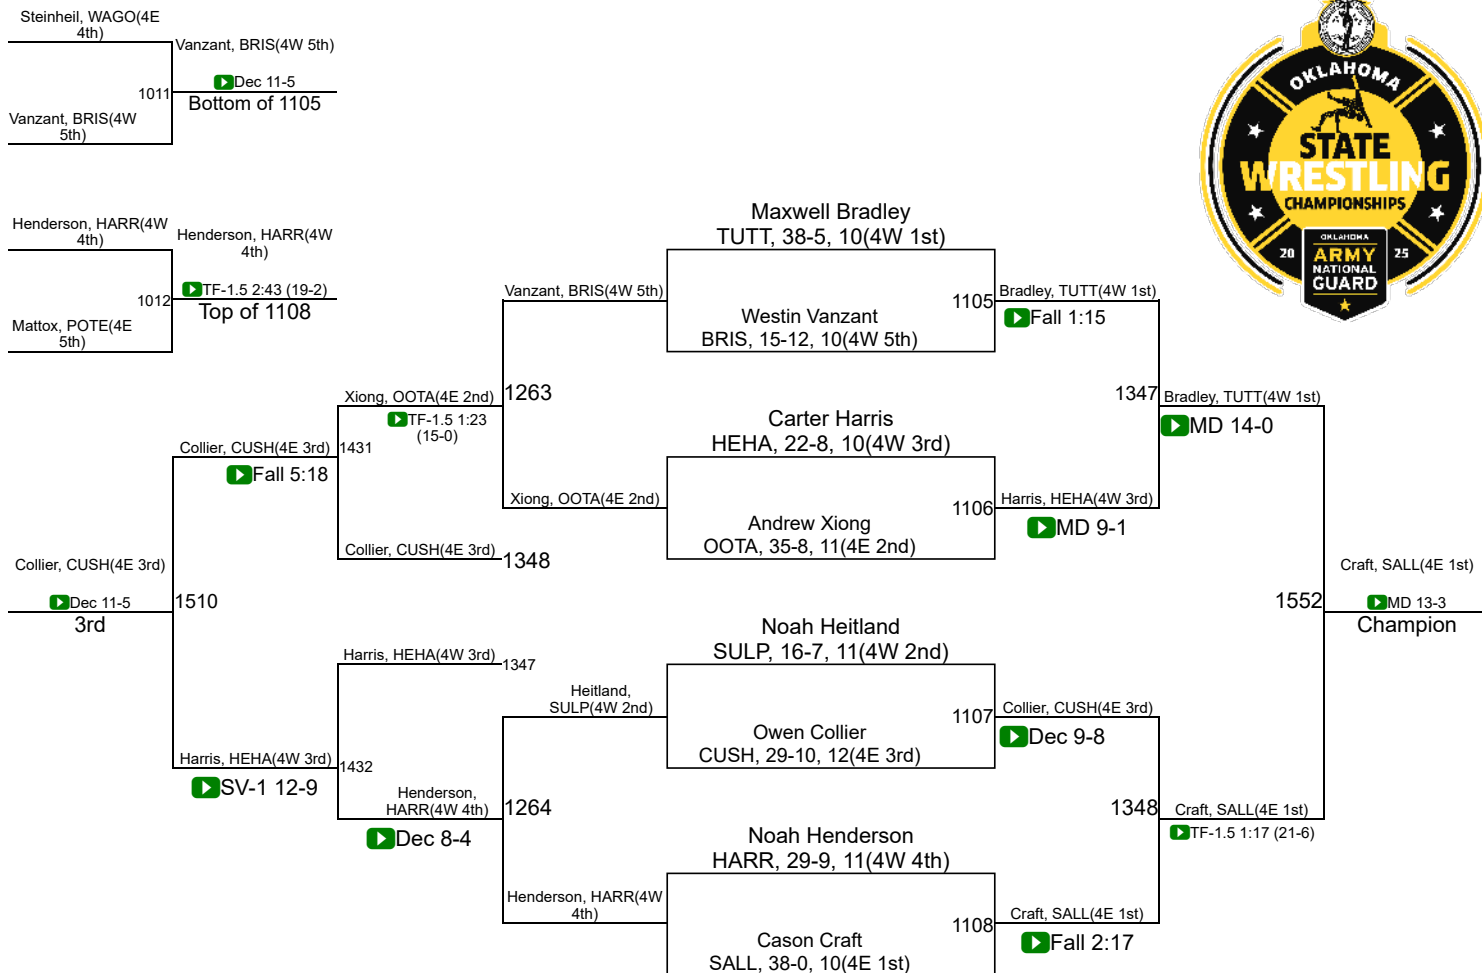 Steinheil, WAGO(4E
4th)
Vanzant, BRIS(4W 5th)
Dec 11-5
1011
Bottom of 1105
Vanzant, BRIS(4W
5th)
Henderson, HARR(4W
4th)
Henderson, HARR(4W
4th)
TF-1.5 2:43 (19-2)
1012
Top of 1108
Mattox, POTE(4E
5th)
OKLAHOMA
STATE
WRESTLING
CHAMPIONSHIPS
20
25
OKLAHOMA
ARMY
NATIONAL
GUARD
Maxwell Bradley
TUTT, 38-5, 10(4W 1st)
Vanzant, BRIS(4W 5th)
1105
Bradley, TUTT(4W 1st)
Fall 1:15
Westin Vanzant
BRIS, 15-12, 10(4W 5th)
Xiong, OOTA(4E 2nd)
1263
TF-1.5 1:23
(15-0)
1347
Bradley, TUTT(4W 1st)
MD 14-0
Carter Harris
HEHA, 22-8, 10(4W 3rd)
Collier, CUSH(4E 3rd)
1431
Fall 5:18
Xiong, OOTA(4E 2nd)
1106
Harris, HEHA(4W 3rd)
MD 9-1
Andrew Xiong
OOTA, 35-8, 11(4E 2nd)
Collier, CUSH(4E 3rd)
1348
Collier, CUSH(4E 3rd)
Dec 11-5
1510
3rd
1552
Craft, SALL(4E 1st)
MD 13-3
Champion
Noah Heitland
SULP, 16-7, 11(4W 2nd)
Harris, HEHA(4W 3rd)
1347
Heitland,
SULP(4W 2nd)
1107
Collier, CUSH(4E 3rd)
Dec 9-8
Owen Collier
CUSH, 29-10, 12(4E 3rd)
Harris, HEHA(4W 3rd)
1432
SV-1 12-9
Henderson,
HARR(4W 4th)
1264
Dec 8-4
1348
Craft, SALL(4E 1st)
TF-1.5 1:17 (21-6)
Noah Henderson
HARR, 29-9, 11(4W 4th)
Henderson, HARR(4W
4th)
1108
Craft, SALL(4E 1st)
Fall 2:17
Cason Craft
SALL, 38-0, 10(4E 1st)